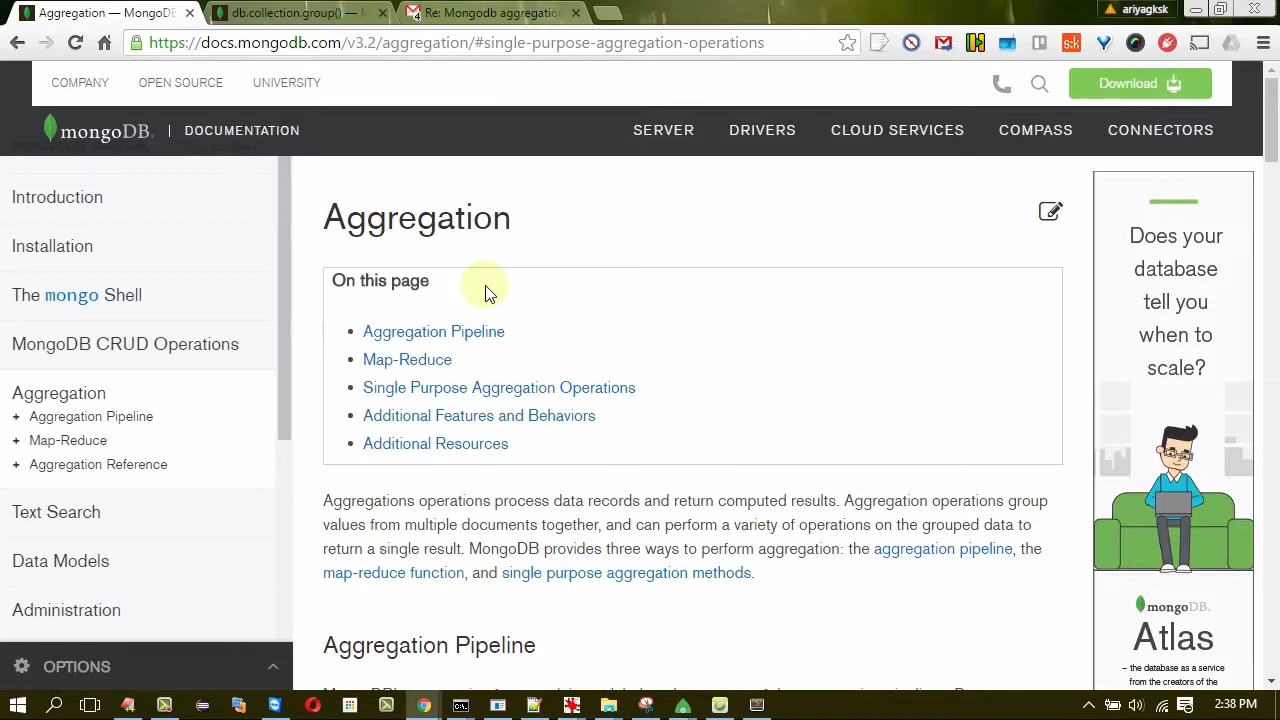 Aggregation — MongoDB
db.collection.group() — M
Re: Mongodb aggregation
ariyagksk
https://docs.mongodb.com/v3.2/aggregation/#single-purpose-aggregation-operations
COMPANY OPEN SOURCE UNIVERSITY
Download
mongoDB. | DOCUMENTATION
SERVER DRIVERS CLOUD SERVICES COMPASS CONNECTORS
Introduction
Installation
The mongo Shell
MongoDB CRUD Operations
Aggregation
+ Aggregation Pipeline
+ Map-Reduce
+ Aggregation Reference
Text Search
Data Models
Administration
OPTIONS
Aggregation
On this page
• Aggregation Pipeline
• Map-Reduce
• Single Purpose Aggregation Operations
• Additional Features and Behaviors
• Additional Resources
Aggregations operations process data records and return computed results. Aggregation operations group
values from multiple documents together, and can perform a variety of operations on the grouped data to
return a single result. MongoDB provides three ways to perform aggregation: the aggregation pipeline, the
map-reduce function, and single purpose aggregation methods.
Aggregation Pipeline
Does your
database
tell you
when to
scale?
mongoDB.
Atlas
– the database as a service
from the creators of the
2:38 PM